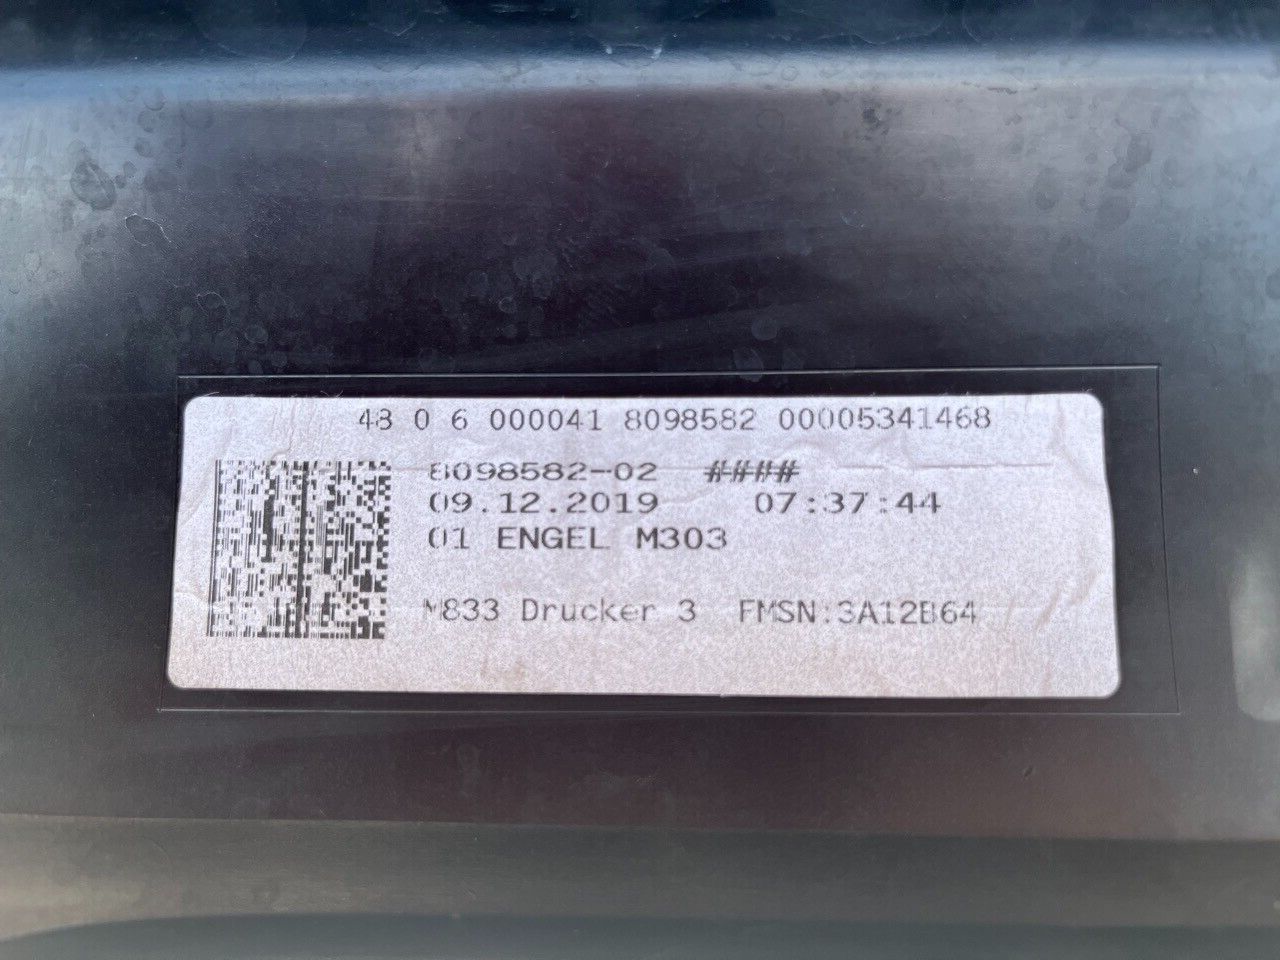 48 0 6 000041 8098582 00005341468
8098582-02 ####
09.12.2019 07:37:44
01 ENGEL M303
M833 Drucker 3 FMSN:3A12B64